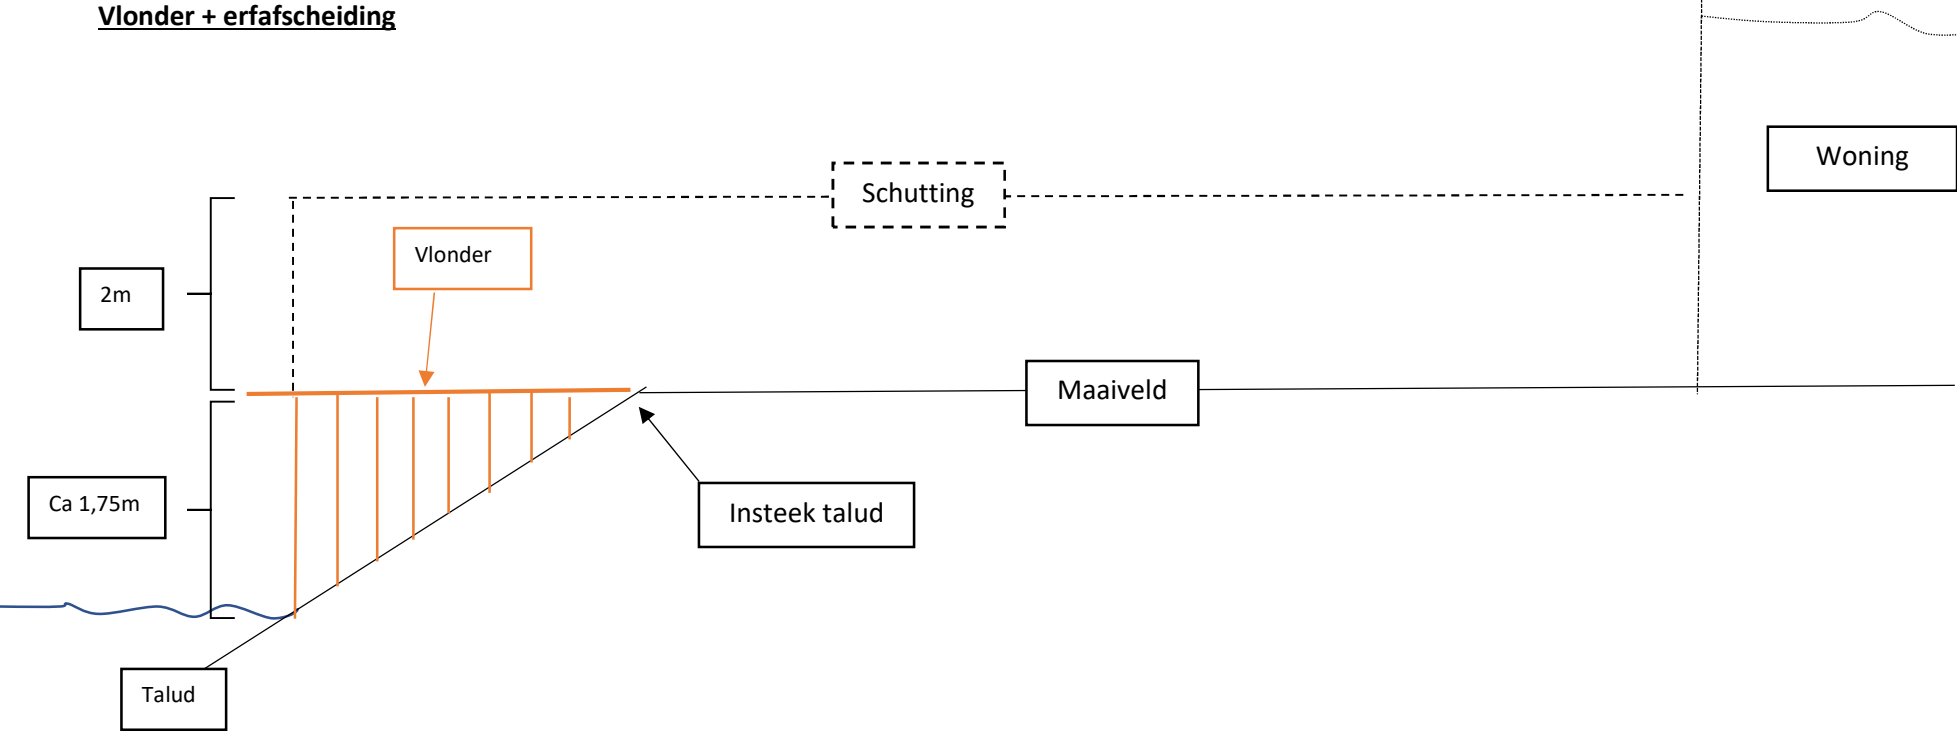 Vlonder + erfafscheiding
Woning
Schutting
Vlonder
2m
Maaiveld
Ca 1,75m
Insteek talud
Talud